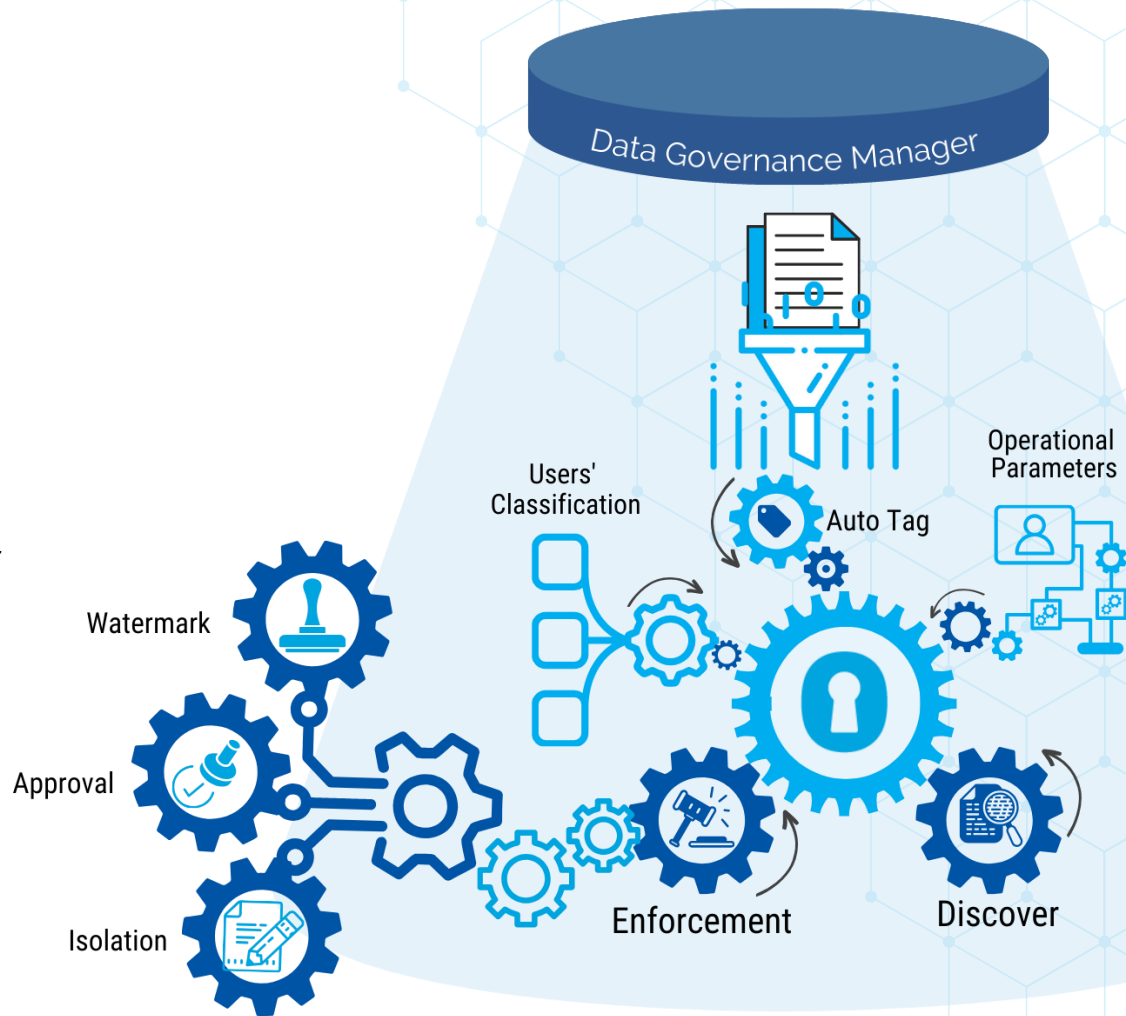 Data Governance Manager
Operational
Parameters
Users'
Classification
Auto Tag
Watermark
Approval
Isolation
Enforcement
Discover